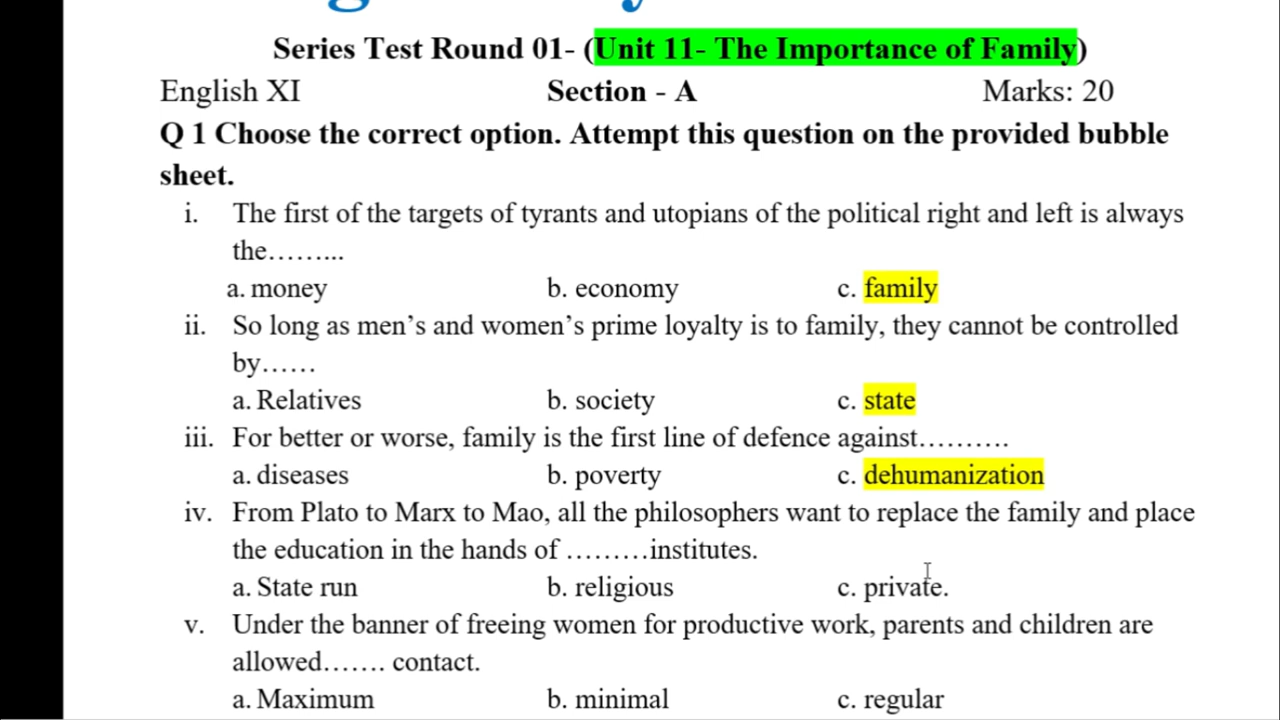 Series Test Round 01- (Unit 11- The Importance of Family)
English XI Section - A Marks: 20
Q 1 Choose the correct option. Attempt this question on the provided bubble
sheet.
i. The first of the targets of tyrants and utopians of the political right and left is always
the.........
a. money b. economy c. family
ii. So long as men’s and women’s prime loyalty is to family, they cannot be controlled
by……
a. Relatives b. society c. state
iii. For better or worse, family is the first line of defence against……….
a. diseases b. poverty c. dehumanization
iv. From Plato to Marx to Mao, all the philosophers want to replace the family and place
the education in the hands of ………institutes.
a. State run b. religious c. private.
v. Under the banner of freeing women for productive work, parents and children are
allowed……. contact.
a. Maximum b. minimal c. regular